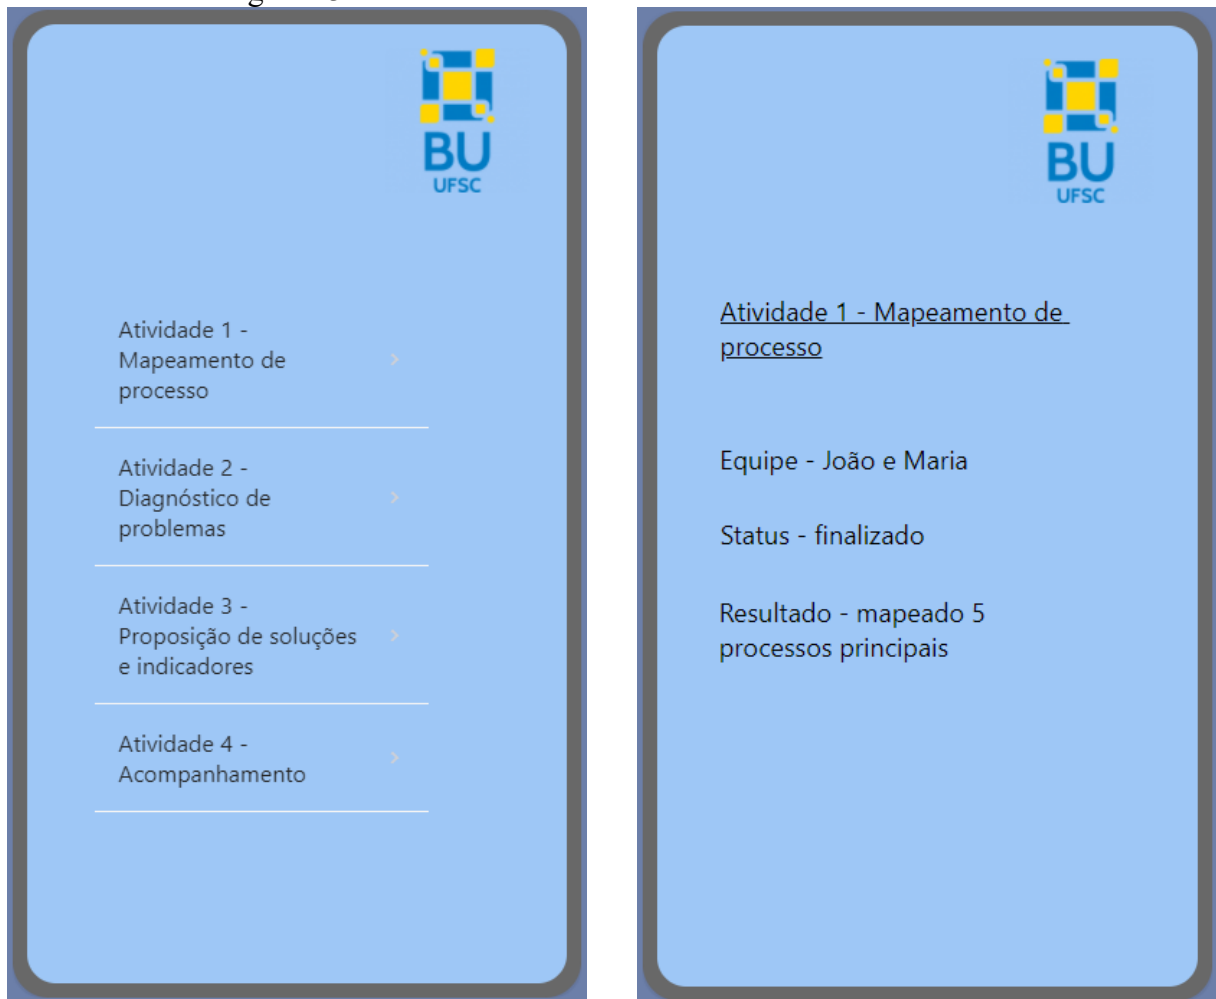 BU
UFSC
Atividade 1 -
Mapeamento de
processo
Atividade 2 -
Diagnóstico de
problemas
Atividade 3 -
Proposição de soluções
e indicadores
Atividade 4 -
Acompanhamento
BU
UFSC
Atividade 1 - Mapeamento de
processo
Equipe - João e Maria
Status - finalizado
Resultado - mapeado 5
processos principais